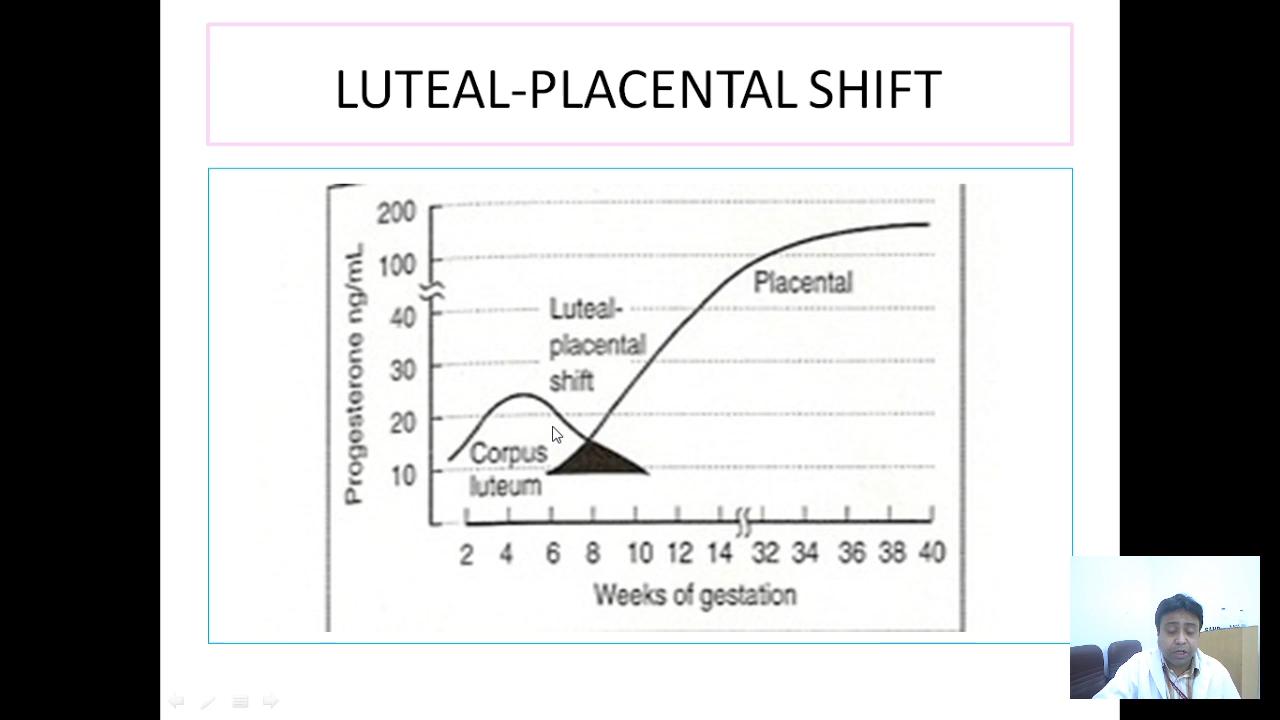 LUTEAL-PLACENTAL SHIFT
200
100
40
30
20
10
Progesterone ng/mL
Luteal-
placental
shift
Placental
Corpus
luteum
2 4 6 8 10 12 14 32 34 36 38 40
Weeks of gestation